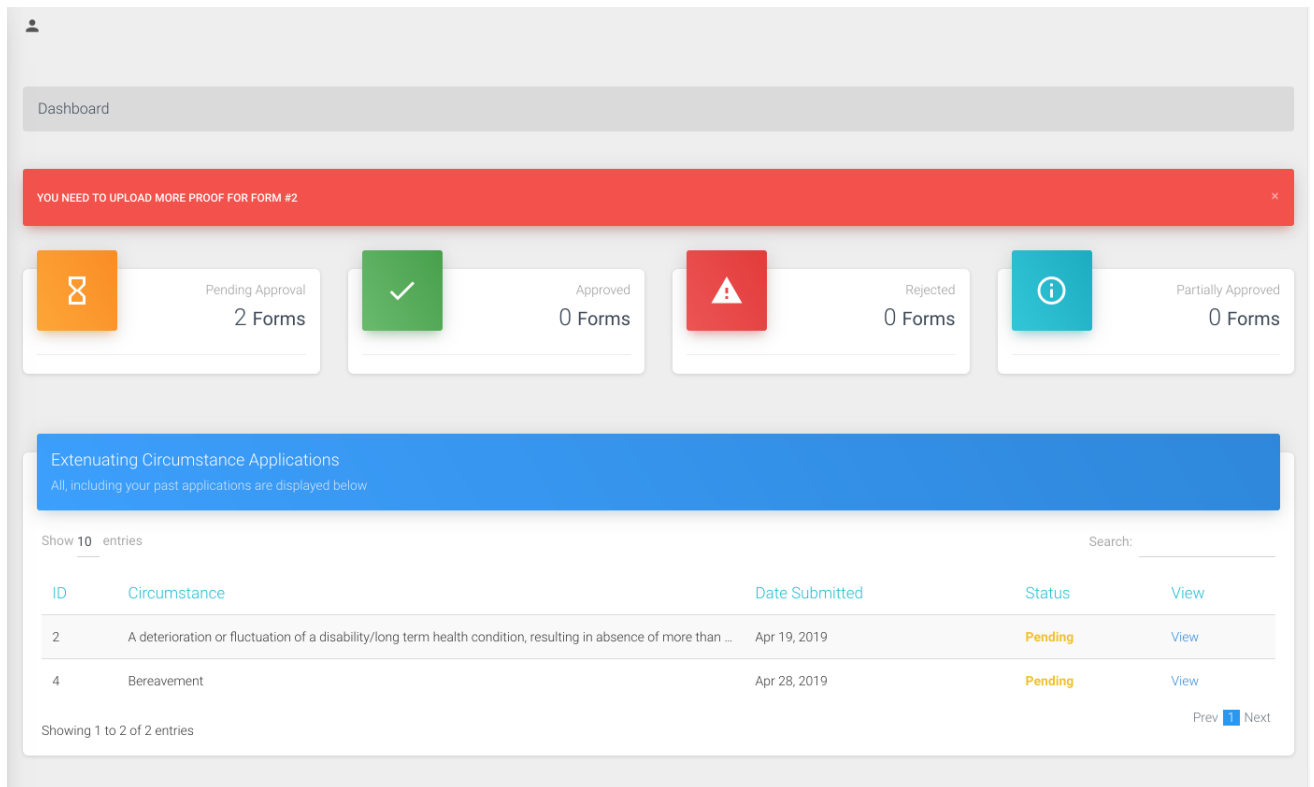 Dashboard
YOU NEED TO UPLOAD MORE PROOF FOR FORM #2 ×
Pending Approval
2 Forms
Approved
0 Forms
Rejected
0 Forms
Partially Approved
0 Forms
Extenuating Circumstance Applications
All, including your past applications are displayed below
Show 10 entries Search:
ID Circumstance Date Submitted Status View
2 A deterioration or fluctuation of a disability/long term health condition, resulting in absence of more than ... Apr 19, 2019 Pending View
4 Bereavement Apr 28, 2019 Pending View
Prev 1 Next
Showing 1 to 2 of 2 entries